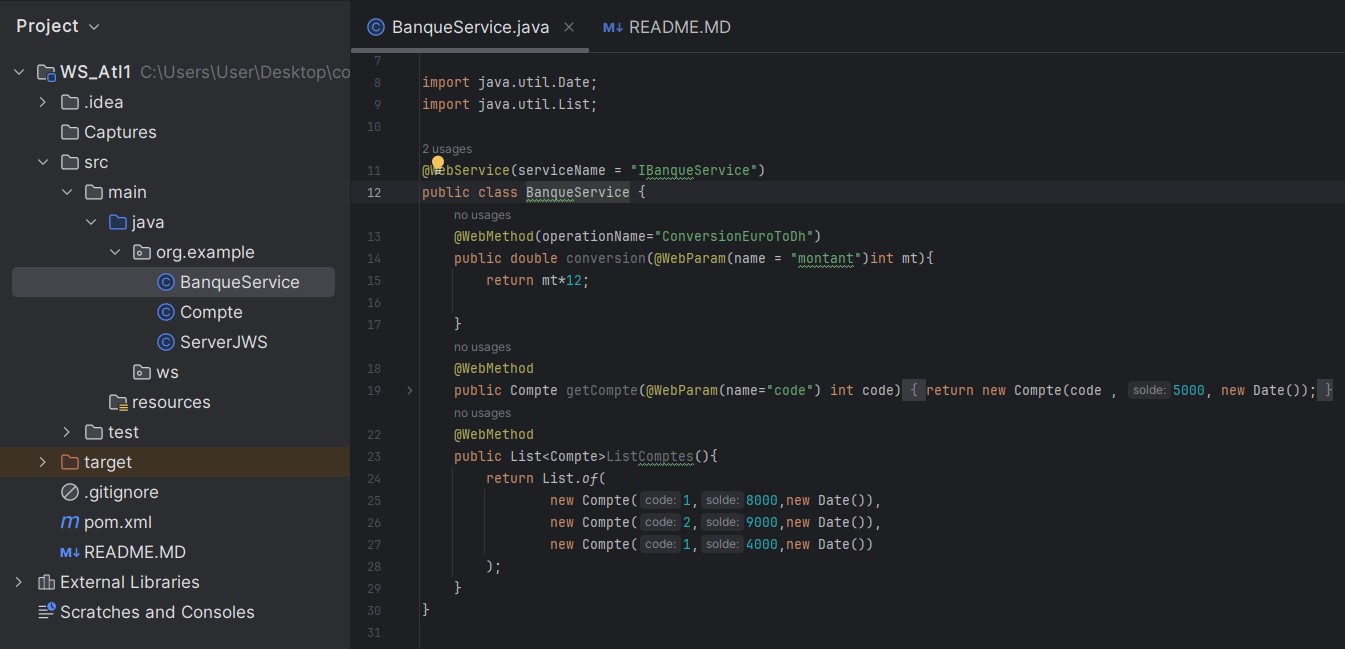 Project
WS_Atl1 C:\Users\User\Desktop\co
.idea
Captures
src
main
java
org.example
BanqueService
Compte
ServerJWS
ws
resources
test
target
.gitignore
pom.xml
README.MD
External Libraries
Scratches and Consoles
BanqueService.java README.MD
7
8 import java.util.Date;
9 import java.util.List;
10
2 usages
11 @WebService(serviceName = "IBanqueService")
12 public class BanqueService {
no usages
13 @WebMethod(operationName="ConversionEuroToDh")
14 public double conversion(@WebParam(name = "montant")int mt){
15 return mt*12;
16
17 }
no usages
18 @WebMethod
19 public Compte getCompte(@WebParam(name="code") int code) { return new Compte(code , solde: 5000, new Date()); }
no usages
22 @WebMethod
23 public List<Compte>ListComptes(){
24 return List.of(
25 new Compte( code: 1, solde: 8000,new Date()),
26 new Compte( code: 2, solde: 9000,new Date()),
27 new Compte( code: 1, solde: 4000,new Date())
28 );
29 }
30 }
31